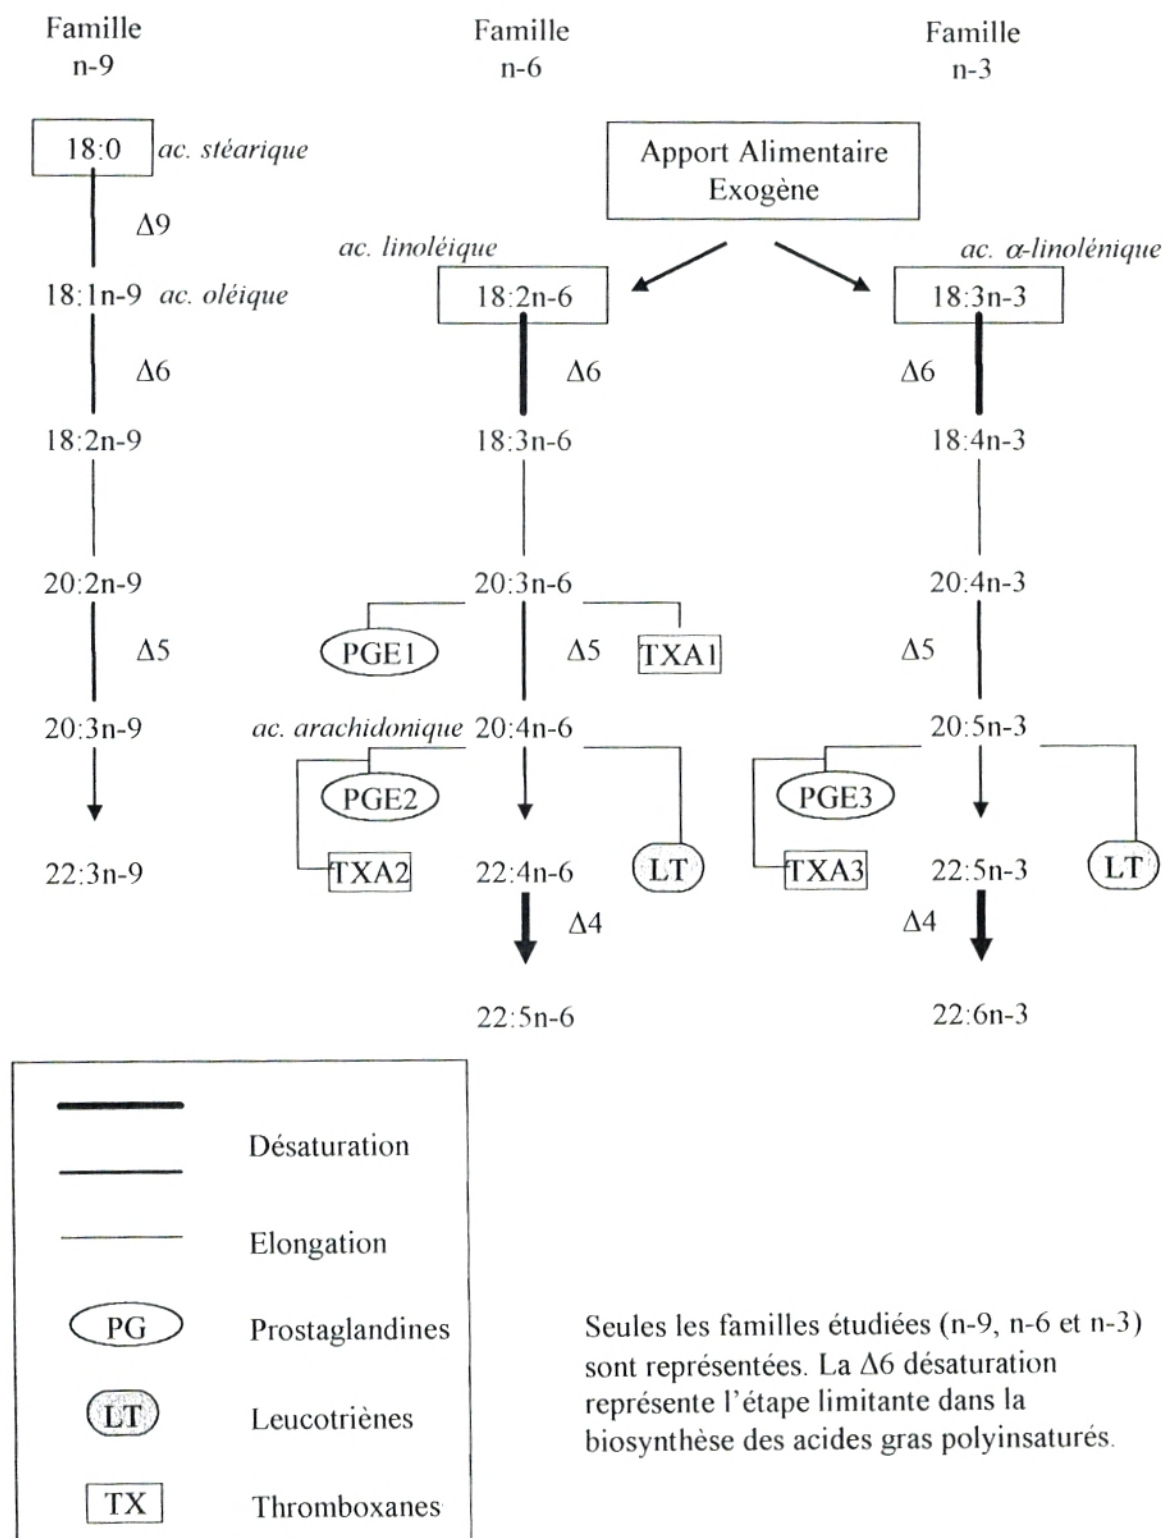 Famille
n-9
Famille
n-6
Famille
n-3
18:0 ac. stéarique
Apport Alimentaire
Exogène
Δ9
ac. linoléique
ac. α-linolénique
18:1n-9 ac. oléique
18:2n-6
18:3n-3
Δ6
Δ6
Δ6
18:2n-9
18:3n-6
18:4n-3
20:2n-9
20:3n-6
20:4n-3
Δ5
PGE1
Δ5
TXA1
Δ5
20:3n-9
ac. arachidonique 20:4n-6
20:5n-3
PGE2
PGE3
22:3n-9
TXA2
22:4n-6
LT
TXA3
22:5n-3
LT
Δ4
Δ4
22:5n-6
22:6n-3
Désaturation
Elongation
PG Prostaglandines
LT Leucotriènes
TX Thromboxanes
Seules les familles étudiées (n-9, n-6 et n-3)
sont représentées. La Δ6 désaturation
représente l'étape limitante dans la
biosynthèse des acides gras polyinsaturés.